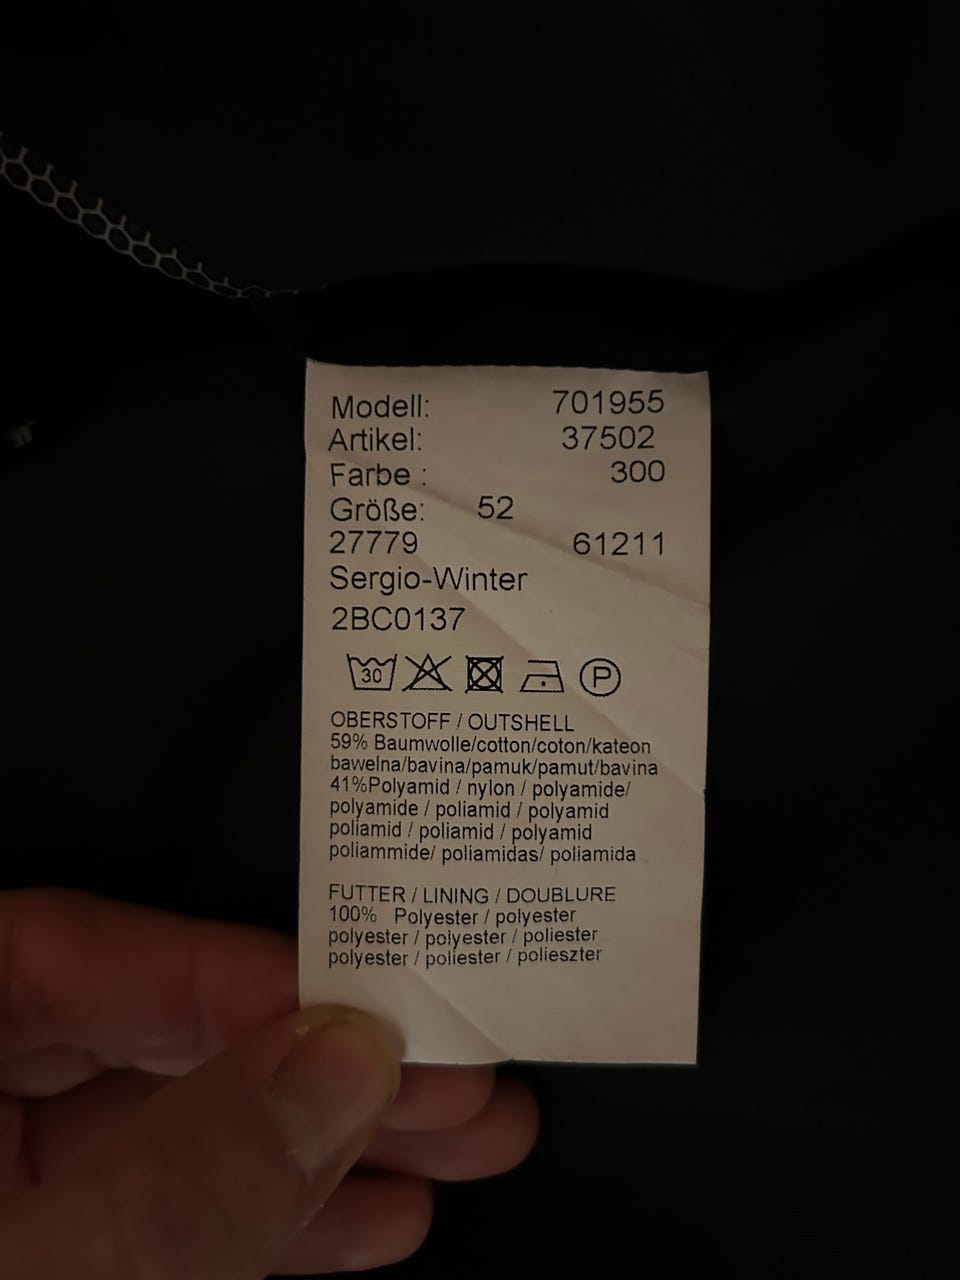 Modell: 701955
Artikel: 37502
Farbe : 300
Größe: 52
27779 61211
Sergio-Winter
2BC0137
30 P
OBERSTOFF / OUTSHELL
59% Baumwolle/cotton/coton/kateon
bawelna/bavina/pamuk/pamut/bavina
41%Polyamid / nylon / polyamide/
polyamide / poliamid / polyamid
poliamid / poliamid / polyamid
poliammide/ poliamidas/ poliamida
FUTTER / LINING / DOUBLURE
100% Polyester / polyester
polyester / polyester / poliester
polyester / poliester / polieszter